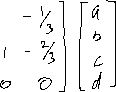 - 1/3 ] [ a
b
1 - 2/3 c
0 0 ] [ d ]